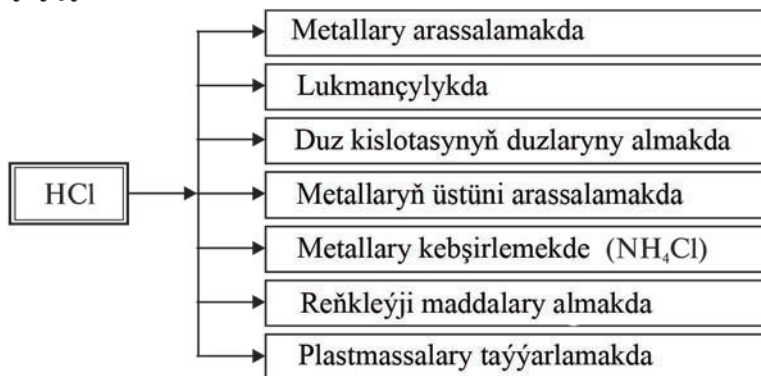 Metallary arassalamakda
Lukmançylykda
Duz kislotasynyň duzlaryny almakda
HCl
Metallaryň üstüni arassalamakda
Metallary kebşirlemekde (NH₄Cl)
Reňkleýji maddalary almakda
Plastmassalary taýýarlamakda